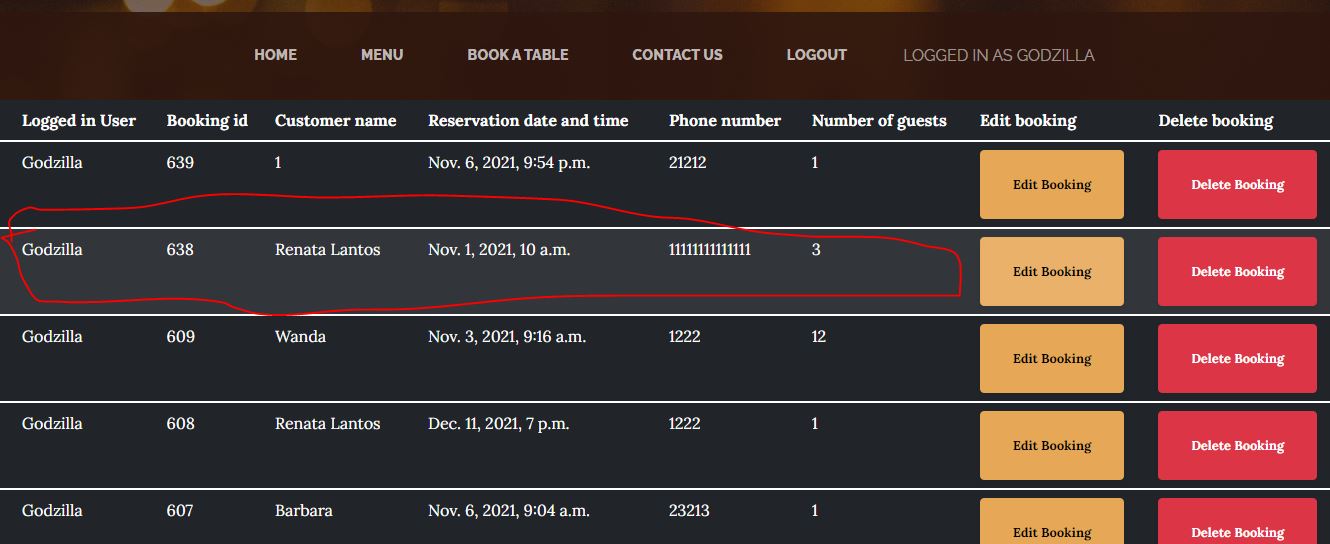 HOME MENU BOOK A TABLE CONTACT US LOGOUT LOGGED IN AS GODZILLA
Logged in User Booking id Customer name Reservation date and time Phone number Number of guests Edit booking Delete booking
Godzilla 639 1 Nov. 6, 2021, 9:54 p.m. 21212 1 Edit Booking Delete Booking
Godzilla 638 Renata Lantos Nov. 1, 2021, 10 a.m. 111111111111111 3 Edit Booking Delete Booking
Godzilla 609 Wanda Nov. 3, 2021, 9:16 a.m. 1222 12 Edit Booking Delete Booking
Godzilla 608 Renata Lantos Dec. 11, 2021, 7 p.m. 1222 1 Edit Booking Delete Booking
Godzilla 607 Barbara Nov. 6, 2021, 9:04 a.m. 23213 1 Edit Booking Delete Booking